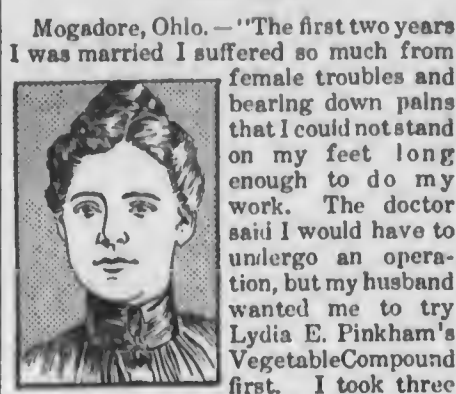 Mogadore, Ohio.—"The first two years
I was married I suffered so much from
female troubles and
bearing down pains
that I could not stand
on my feet long
enough to do my
work. The doctor
said I would have to
undergo an opera-
tion, but my husband
wanted me to try
Lydia E. Pinkham's
VegetableCompound
first. I took three